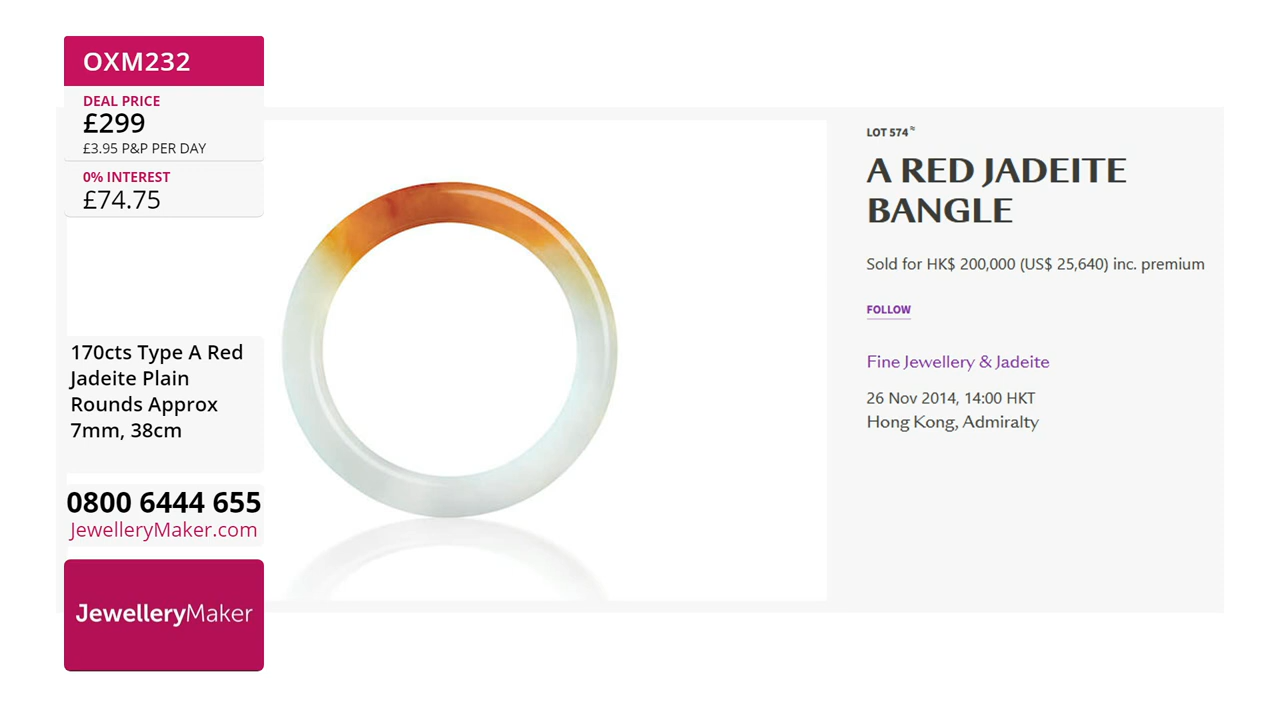 OXM232
DEAL PRICE
£299
£3.95 P&P PER DAY
0% INTEREST
£74.75
170cts Type A Red
Jadeite Plain
Rounds Approx
7mm, 38cm
0800 6444 655
JewelleryMaker.com
JewelleryMaker
LOT 574≈
A RED JADEITE
BANGLE
Sold for HK$ 200,000 (US$ 25,640) inc. premium
FOLLOW
Fine Jewellery & Jadeite
26 Nov 2014, 14:00 HKT
Hong Kong, Admiralty